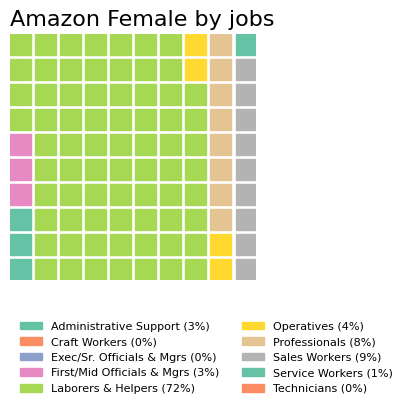 Amazon Female by jobs
Administrative Support (3%)
Craft Workers (0%)
Exec/Sr. Officials & Mgrs (0%)
First/Mid Officials & Mgrs (3%)
Laborers & Helpers (72%)
Operatives (4%)
Professionals (8%)
Sales Workers (9%)
Service Workers (1%)
Technicians (0%)